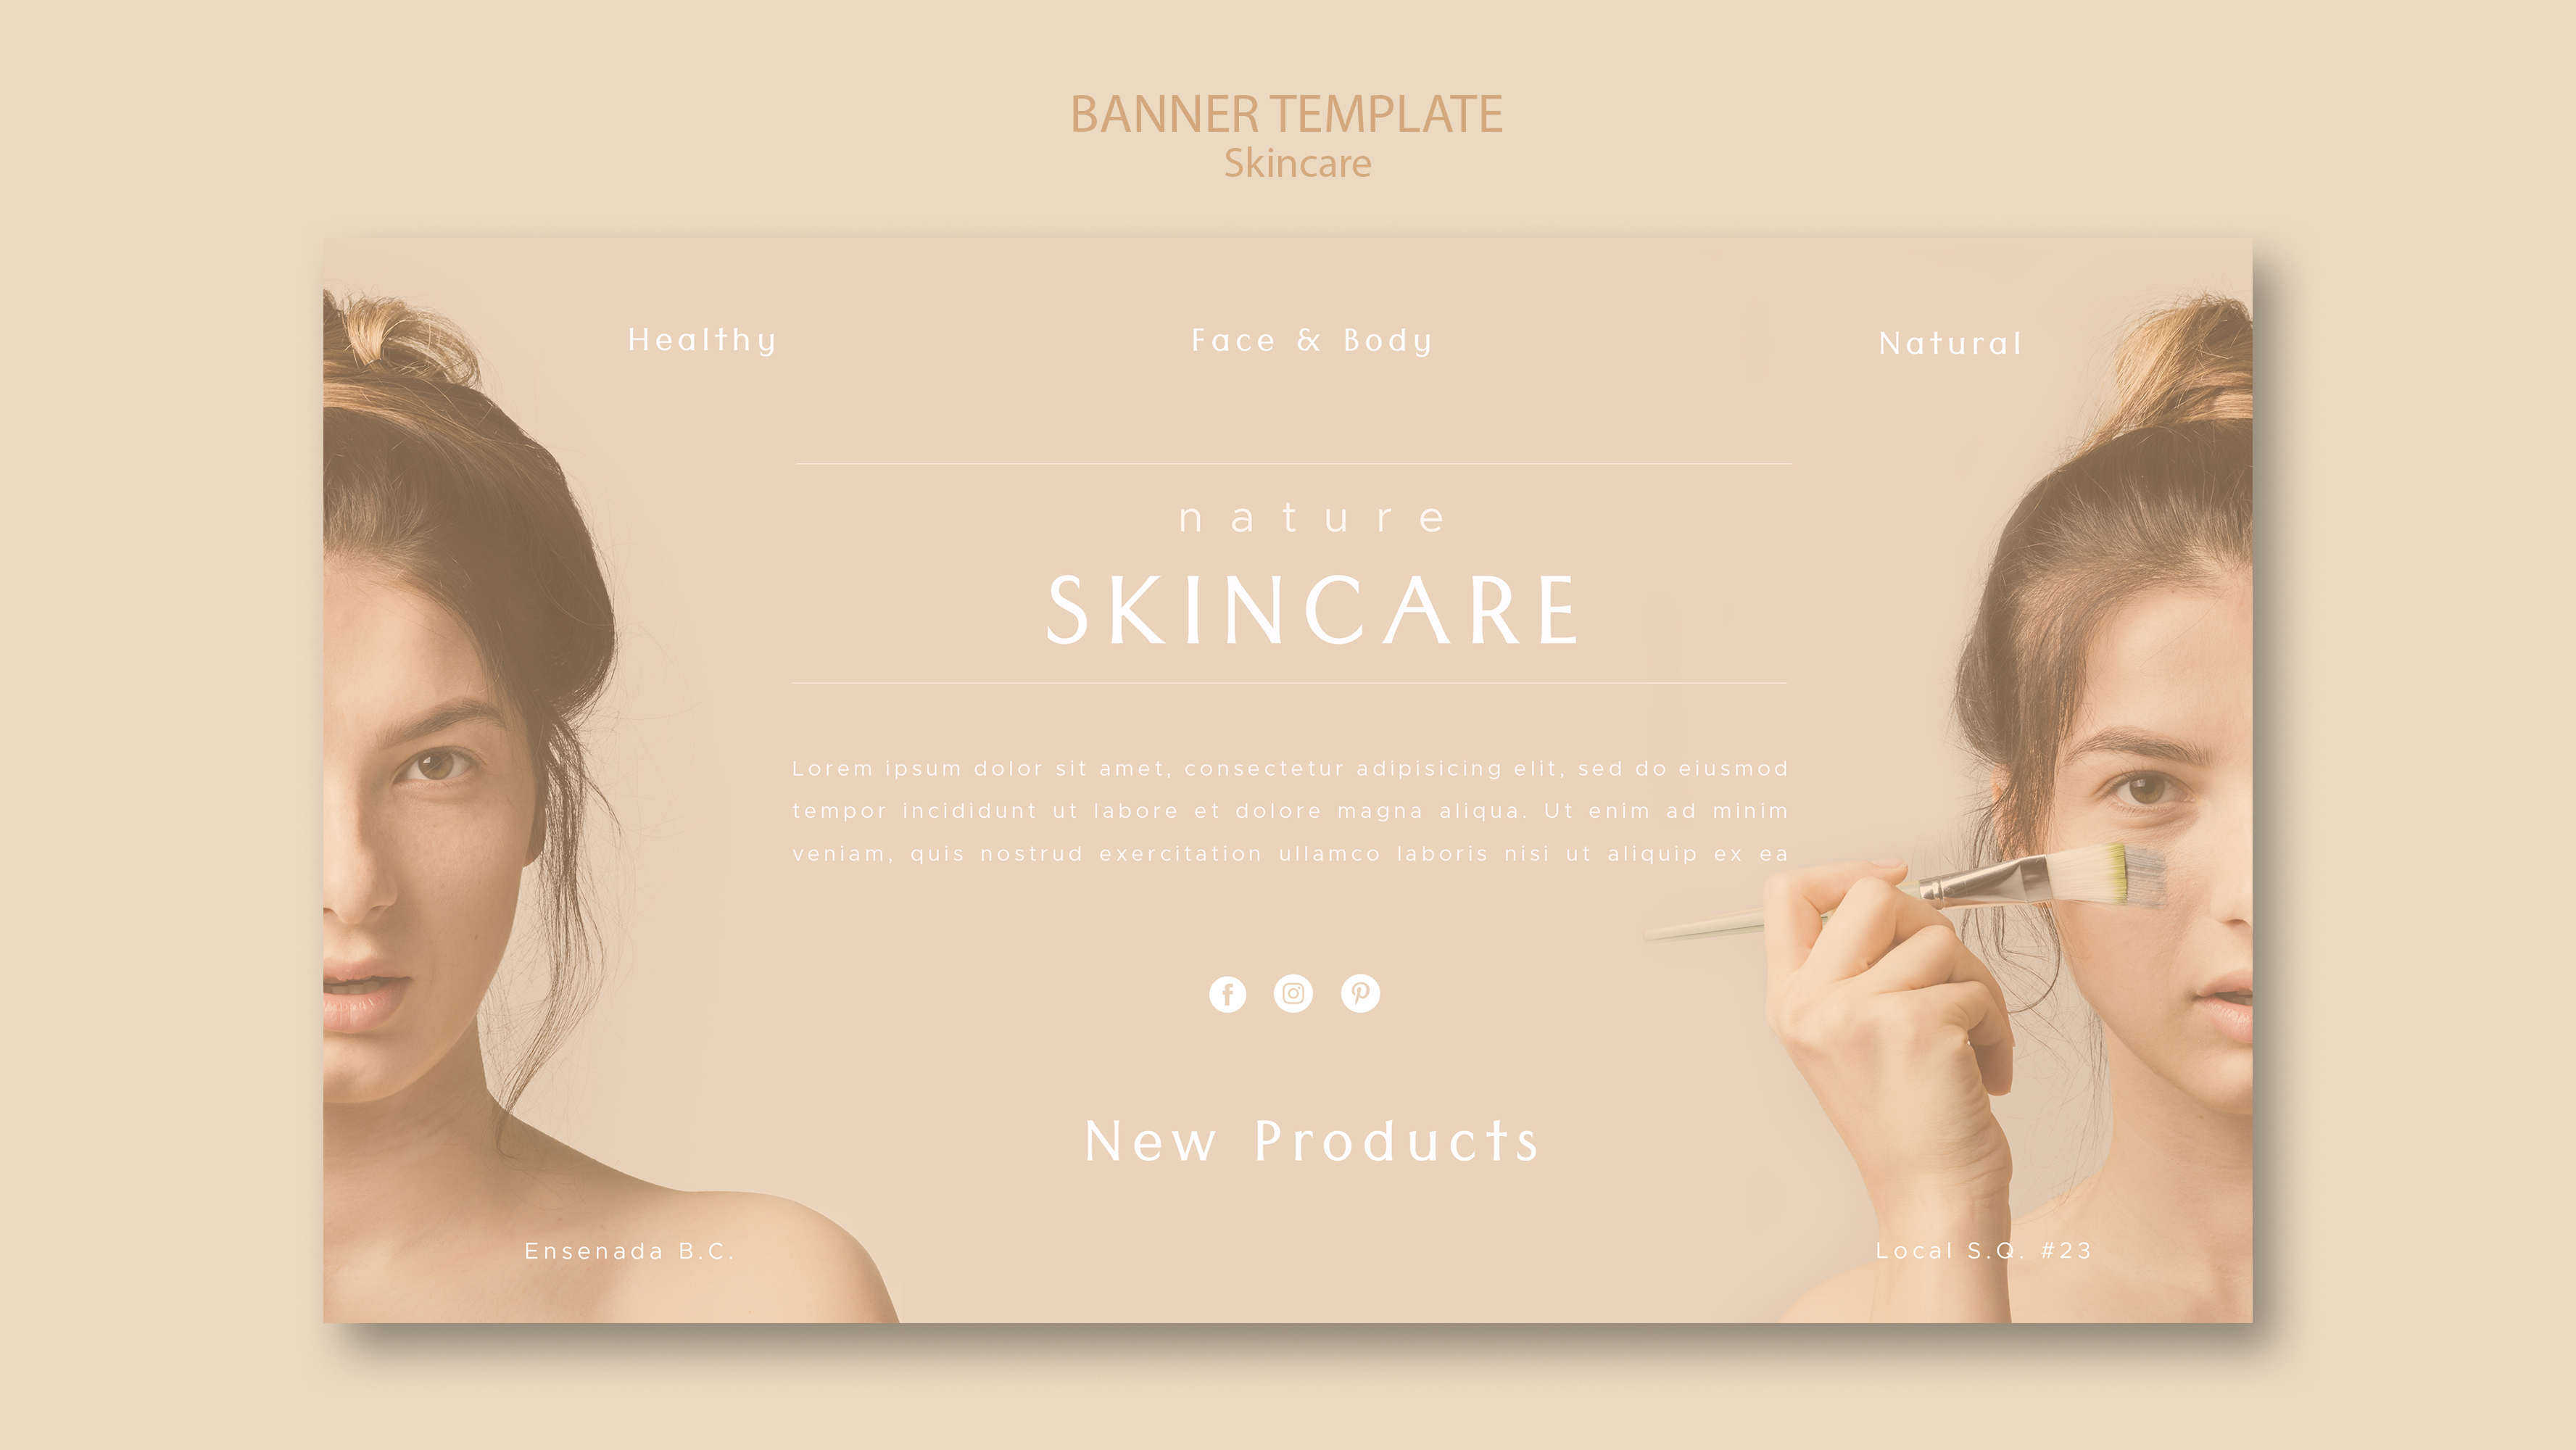 BANNER TEMPLATE
Skincare
Healthy
Face & Body
Natural
nature
SKINCARE
Lorem ipsum dolor sit amet, consectetur adipisicing elit, sed do eiusmod
tempor incididunt ut labore et dolore magna aliqua. Ut enim ad minim
veniam, quis nostrud exercitation ullamco laboris nisi ut aliquip ex ea
New Products
Ensenada B.C.
Local S.Q. #23